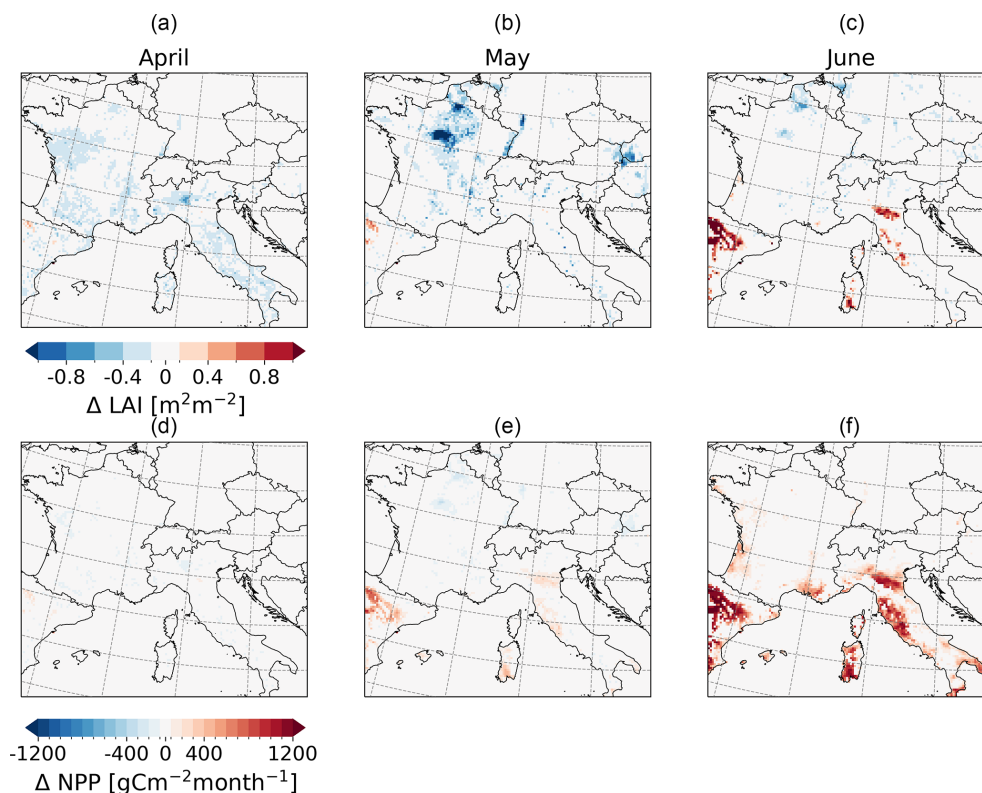 (a) (b) (c)
April May June
-0.8 -0.4 0 0.4 0.8
Δ LAI [m²m⁻²]
(d) (e) (f)
-1200 -400 0 400 1200
Δ NPP [gCm⁻²month⁻¹]